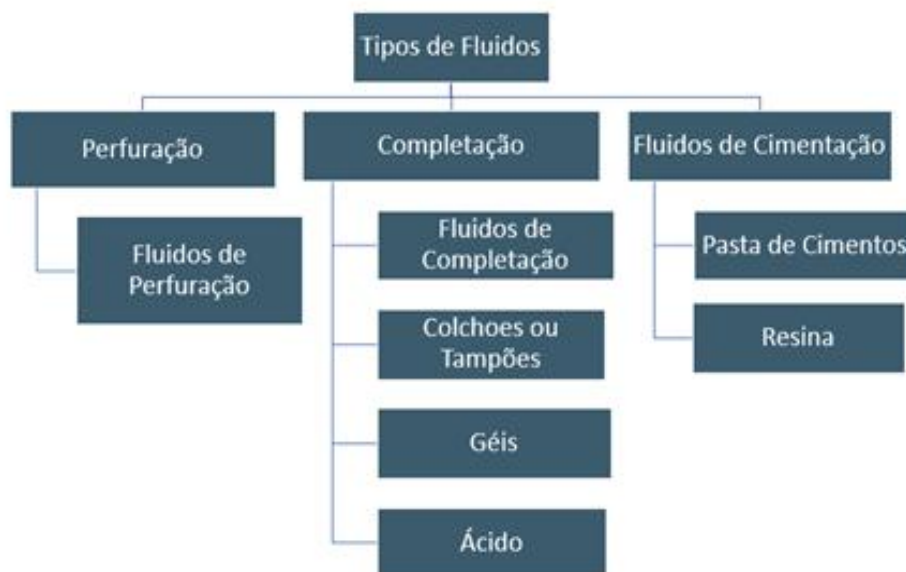 Tipos de Fluidos
Perfuração
Completação
Fluidos de Cimentação
Fluidos de
Perfuração
Fluidos de
Completação
Colchoes ou
Tampões
Géis
Ácido
Pasta de Cimentos
Resina